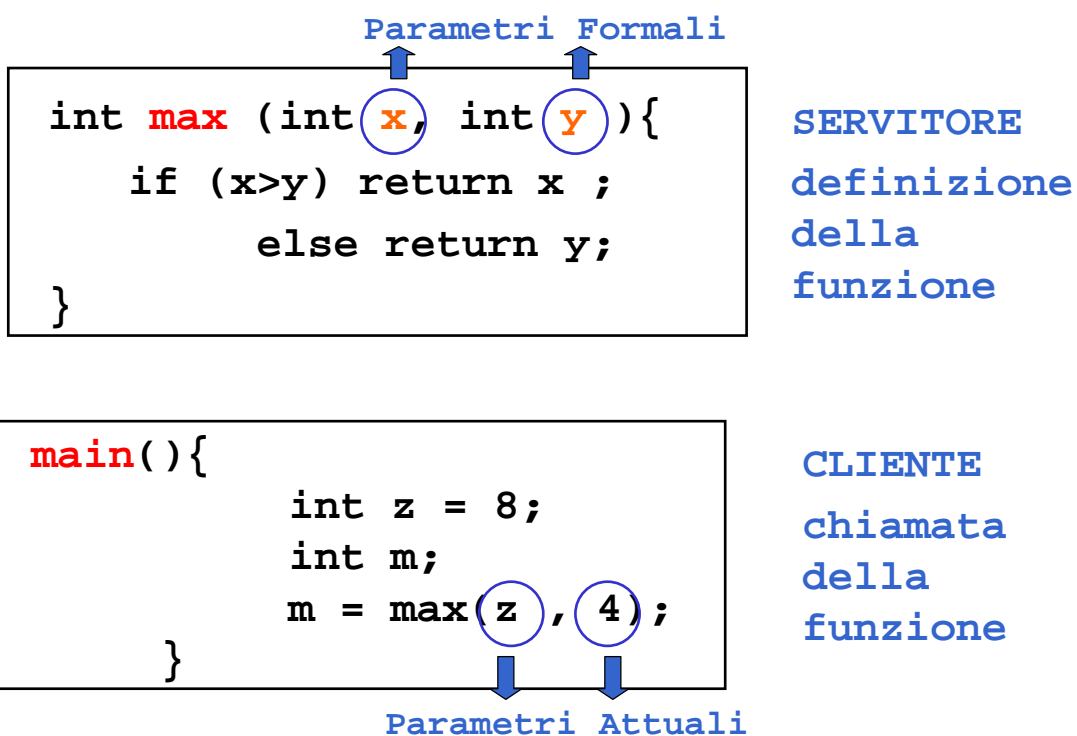 Parametri Formali
int max (int x, int y ){
if (x>y) return x ;
else return y;
}
SERVITORE
definizione
della
funzione
main(){
int z = 8;
int m;
m = max(z , 4);
}
CLIENTE
chiamata
della
funzione
Parametri Attuali